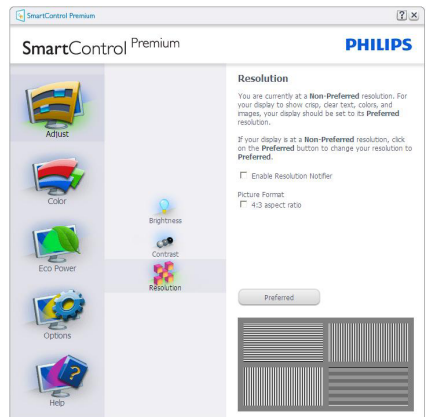 SmartControl Premium
? ×
SmartControl Premium
PHILIPS
Adjust
Color
Eco Power
Options
Help
Brightness
Contrast
Resolution
Resolution
You are currently at a Non-Preferred resolution. For
your display to show crisp, clear text, colors, and
images, your display should be set to its Preferred
resolution.
If your display is at a Non-Preferred resolution, click
on the Preferred button to change your resolution to
Preferred.
Enable Resolution Notifier
Picture Format
4:3 aspect ratio
Preferred